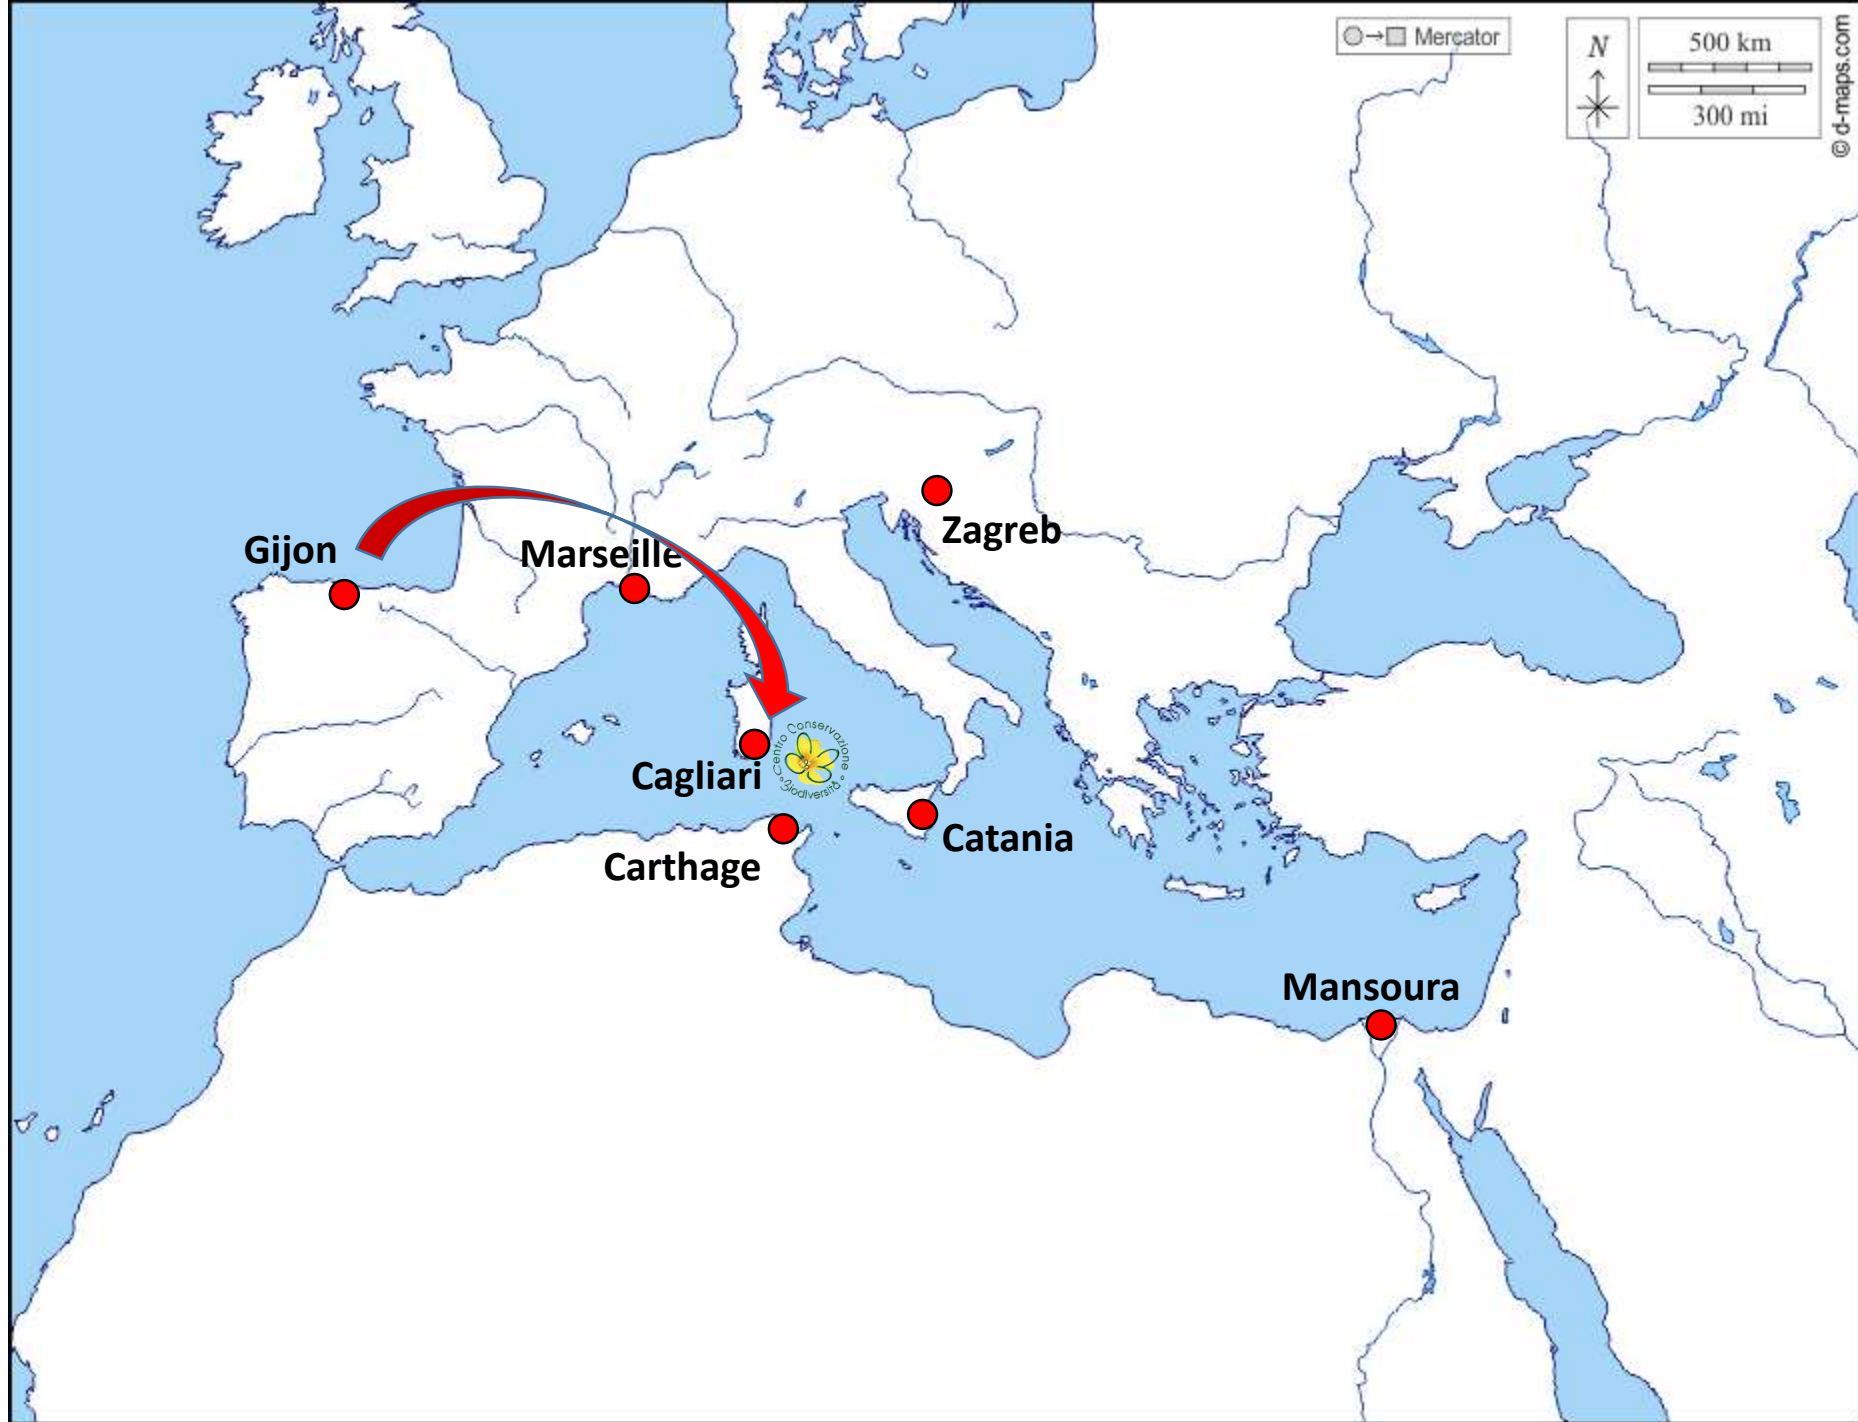 Mercator
N
500 km
300 mi
© d-maps.com
Zagreb
Gijon
Marseille
Centro Conservazione
Biodiversità
Cagliari
Catania
Carthage
Mansoura